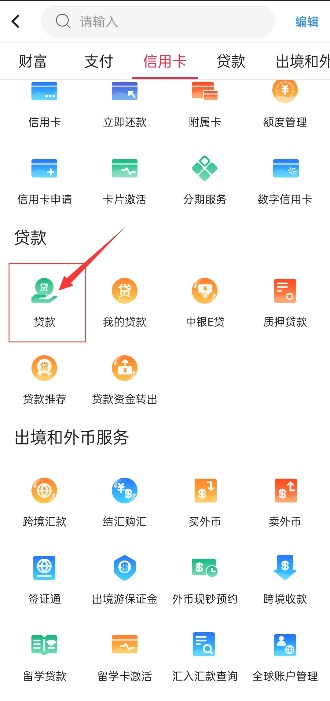 请输入 编辑
财富 支付 信用卡 贷款 出境和外
信用卡 立即还款 附属卡 额度管理
信用卡申请 卡片激活 分期服务 数字信用卡
贷款
贷 贷
贷款 我的贷款 中银E贷 质押贷款
贷款推荐 贷款资金转出
出境和外币服务
跨境汇款 结汇购汇 买外币 卖外币
签证通 出境游保证金 外币现钞预约 跨境收款
留学贷款 留学卡激活 汇入汇款查询 全球账户管理